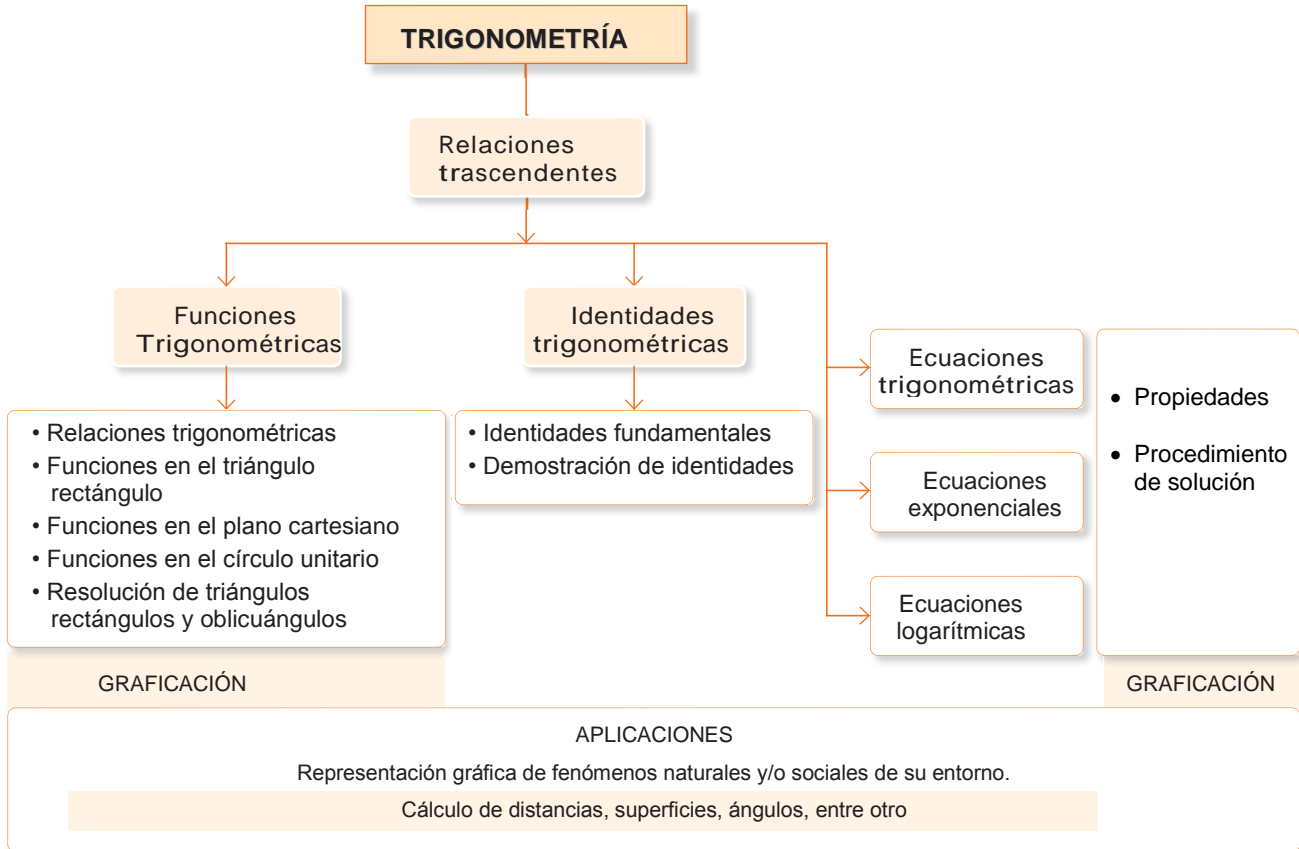 TRIGONOMETRÍA
Relaciones
trascendentes
Funciones
Trigonométricas
Identidades
trigonométricas
• Relaciones trigonométricas
• Funciones en el triángulo
rectángulo
• Funciones en el plano cartesiano
• Funciones en el círculo unitario
• Resolución de triángulos
rectángulos y oblicuángulos
• Identidades fundamentales
• Demostración de identidades
Ecuaciones
trigonométricas
Ecuaciones
exponenciales
Ecuaciones
logarítmicas
• Propiedades
• Procedimiento
de solución
GRAFICACIÓN
GRAFICACIÓN
APLICACIONES
Representación gráfica de fenómenos naturales y/o sociales de su entorno.
Cálculo de distancias, superficies, ángulos, entre otro